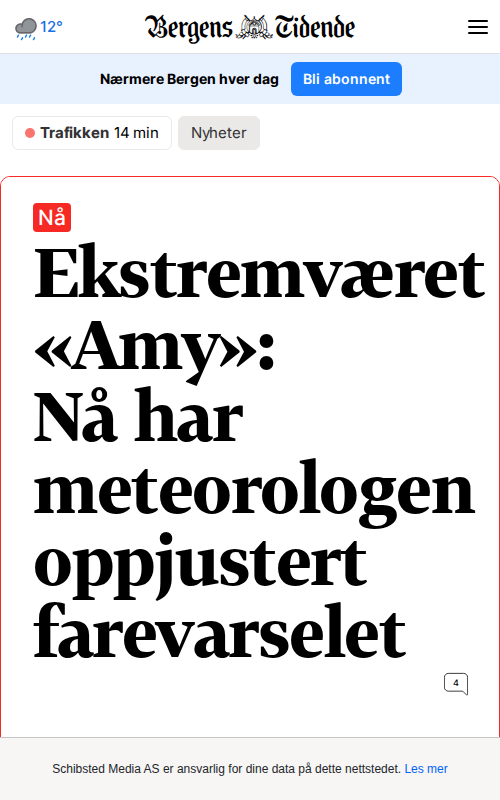 12°
Bergens Tidende
Nærmere Bergen hver dag
Bli abonnent
Trafikken 14 min
Nyheter
Nå
Ekstremværet
«Amy»:
Nå har
meteorologen
oppjustert
farevarselet
4
Schibsted Media AS er ansvarlig for dine data på dette nettstedet. Les mer